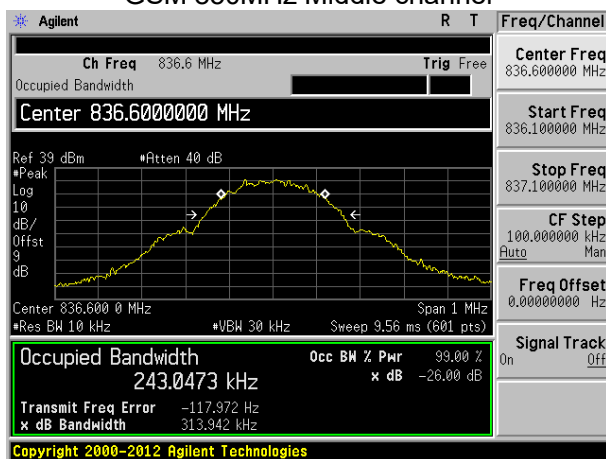 GSM 850MHz Middle channel
Agilent R T
Freq/Channel
Ch Freq 836.6 MHz Trig Free
Occupied Bandwidth
Center 836.6000000 MHz
Ref 39 dBm #Atten 40 dB
#Peak
Log
10
dB/
Offst
9
dB
Center 836.600 0 MHz Span 1 MHz
#Res BW 10 kHz #VBW 30 kHz Sweep 9.56 ms (601 pts)
Occupied Bandwidth Occ BW % Pwr 99.00 %
243.0473 kHz x dB -26.00 dB
Transmit Freq Error -117.972 Hz
x dB Bandwidth 313.942 kHz
Center Freq
836.600000 MHz
Start Freq
836.100000 MHz
Stop Freq
837.100000 MHz
CF Step
100.000000 kHz
Auto Man
Freq Offset
0.00000000 Hz
Signal Track
On Off
Copyright 2000-2012 Agilent Technologies